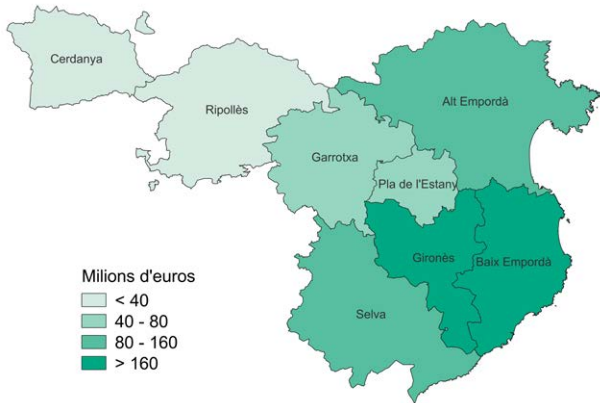 Cerdanya
Ripollès
Alt Empordà
Garrotxa
Pla de l'Estany
Gironès
Baix Empordà
Selva
Milions d'euros
< 40
40 - 80
80 - 160
> 160